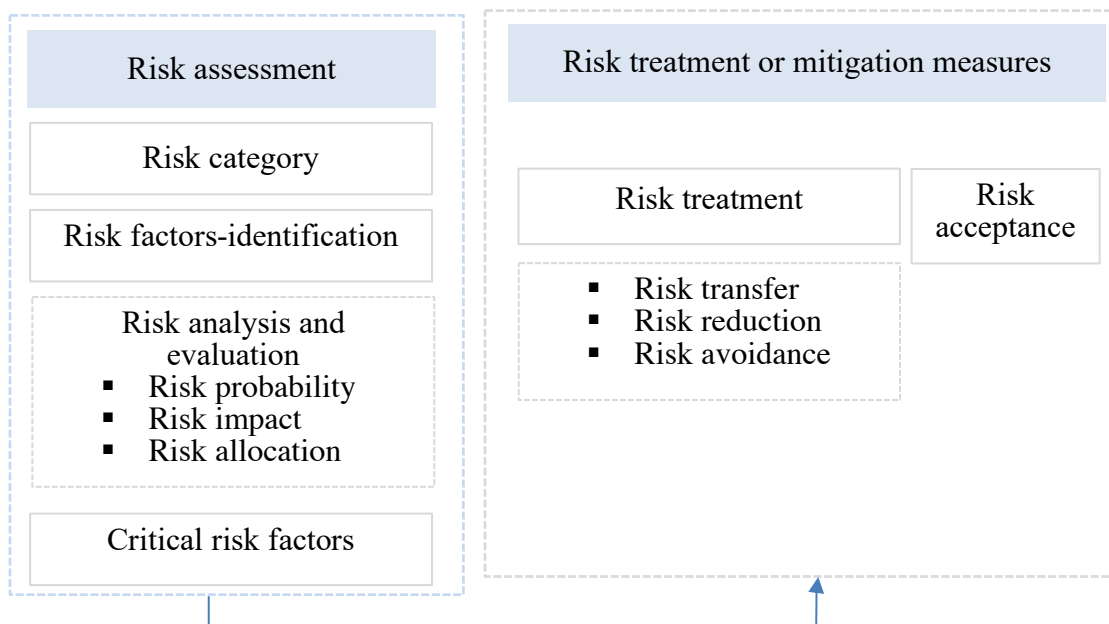 Risk assessment
Risk category
Risk factors-identification
Risk analysis and
evaluation
▪ Risk probability
▪ Risk impact
▪ Risk allocation
Critical risk factors
Risk treatment or mitigation measures
Risk treatment
▪ Risk transfer
▪ Risk reduction
▪ Risk avoidance
Risk
acceptance